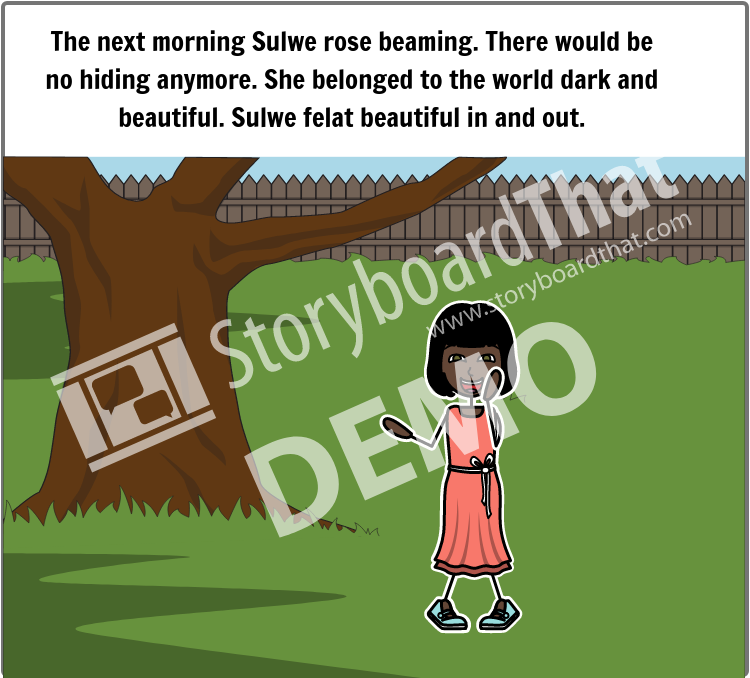 The next morning Sulwe rose beaming. There would be
no hiding anymore. She belonged to the world dark and
beautiful. Sulwe felat beautiful in and out.
StoryboardThat
www.storyboardthat.com
DEMO